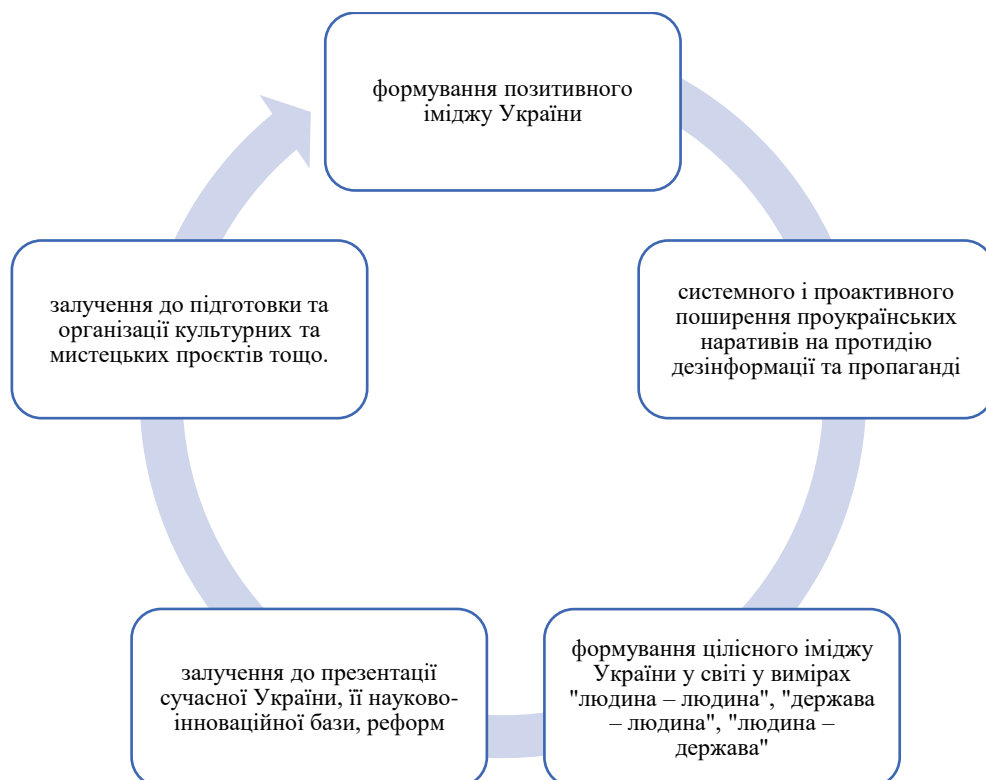 формування позитивного
іміджу України
системного і проактивного
поширення проукраїнських
наративів на протидію
дезінформації та пропаганді
формування цілісного іміджу
України у світі у вимірах
"людина – людина", "держава
– людина", "людина –
держава"
залучення до презентації
сучасної України, її науково-
інноваційної бази, реформ
залучення до підготовки та
організації культурних та
мистецьких проєктів тощо.